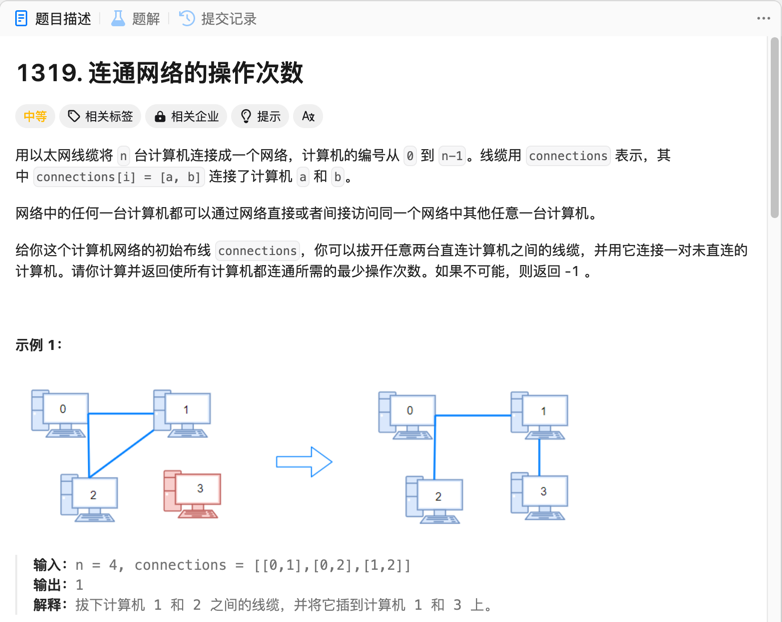 题目描述 题解 提交记录
1319. 连通网络的操作次数
中等 相关标签 相关企业 提示
用以太网线缆将 n 台计算机连接成一个网络，计算机的编号从 0 到 n-1。线缆用 connections 表示，其
中 connections[i] = [a, b] 连接了计算机 a 和 b。
网络中的任何一台计算机都可以通过网络直接或者间接访问同一个网络中其他任意一台计算机。
给你这个计算机网络的初始布线 connections，你可以拔开任意两台直连计算机之间的线缆，并用它连接一对未直连的
计算机。请你计算并返回使所有计算机都连通所需的最少操作次数。如果不可能，则返回 -1 。
示例 1：
0 1 0 1
2 3 2 3
输入：n = 4, connections = [[0,1],[0,2],[1,2]]
输出：1
解释：拔下计算机 1 和 2 之间的线缆，并将它插到计算机 1 和 3 上。